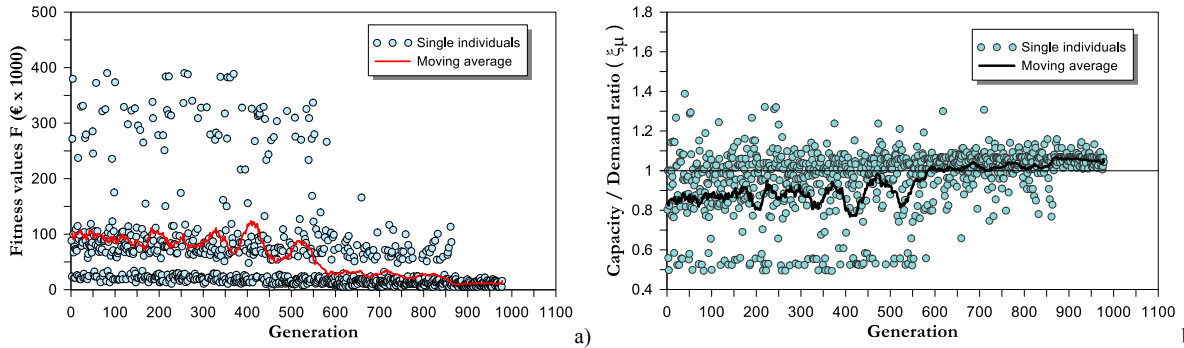 500
400
300
200
100
0
Fitness values F (€ x 1000)
Single individuals
Moving average
0 100 200 300 400 500 600 700 800 900 1000 1100
Generation
a)
1.8
1.6
1.4
1.2
1
0.8
0.6
0.4
Capacity / Demand ratio ( ξμ )
Single individuals
Moving average
0 100 200 300 400 500 600 700 800 900 1000 1100
Generation
b